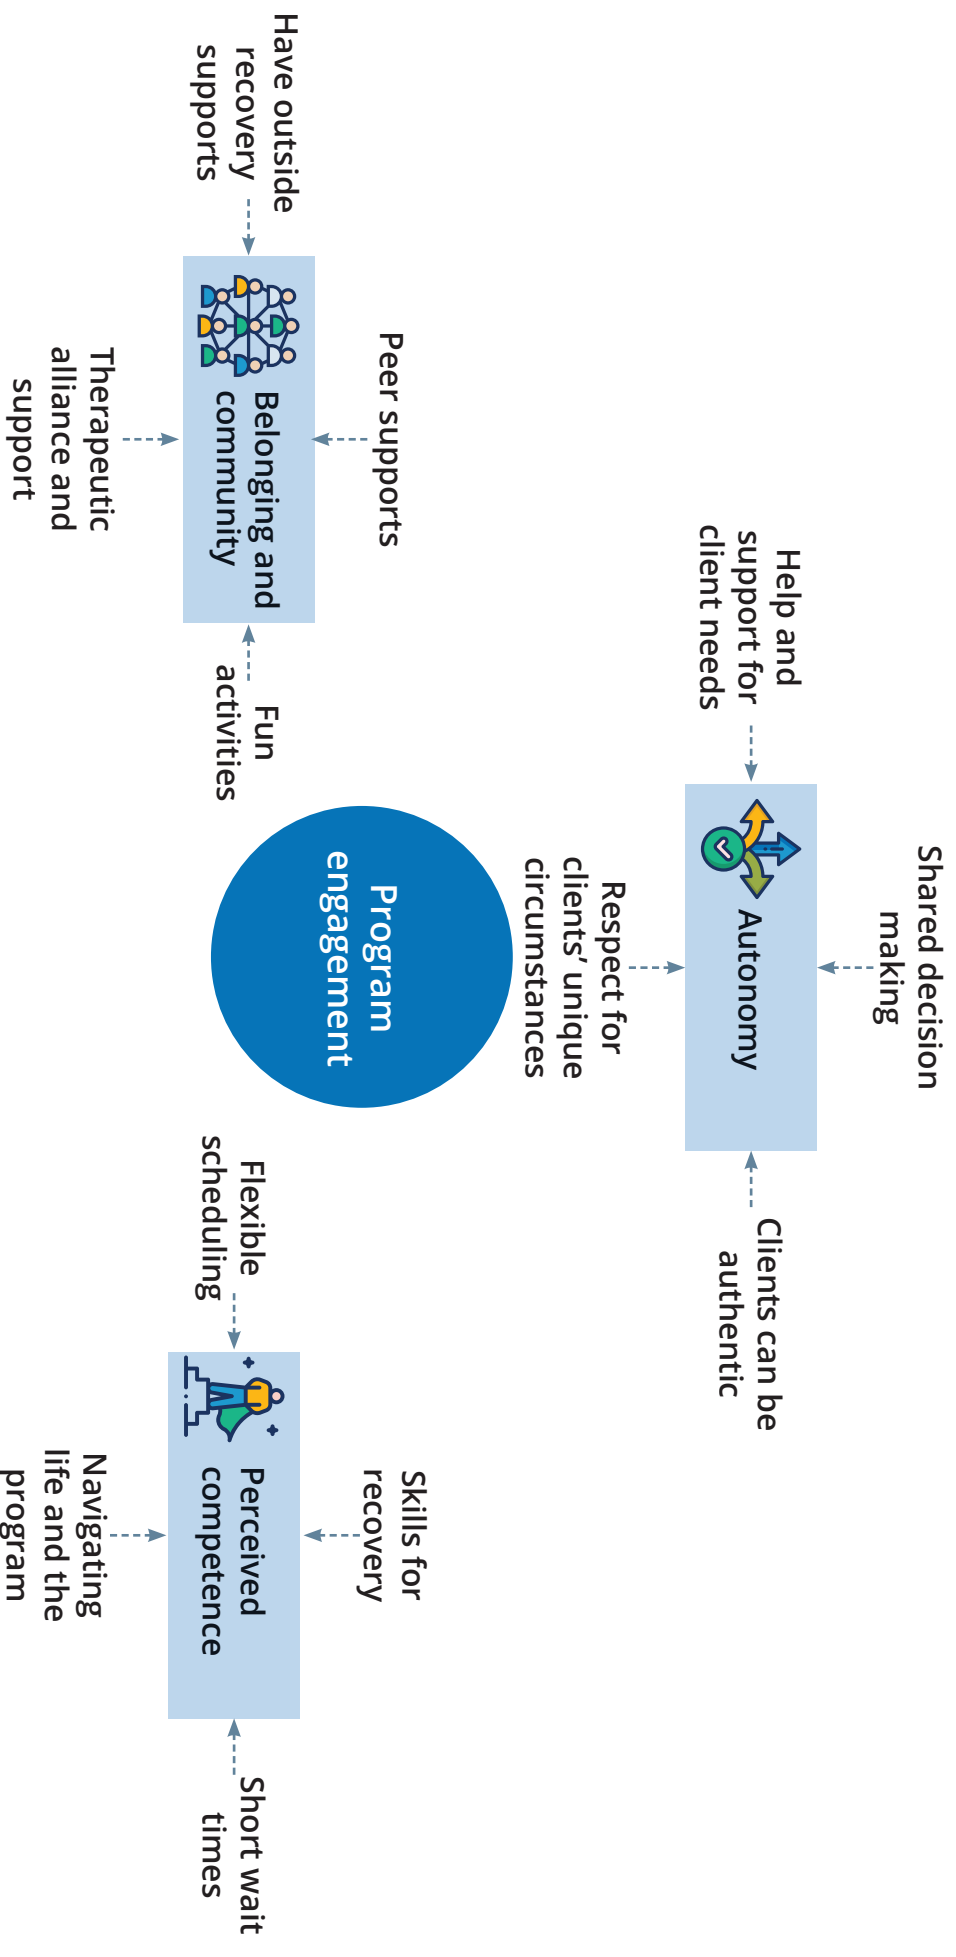 Shared decision
making
Help and
support for
client needs
Autonomy
Clients can be
authentic
Respect for
clients’ unique
circumstances
Peer supports
Have outside
recovery
supports
Belonging and
community
Fun
activities
Therapeutic
alliance and
support
Program
engagement
Skills for
recovery
Flexible
scheduling
Perceived
competence
Short wait
times
Navigating
life and the
program